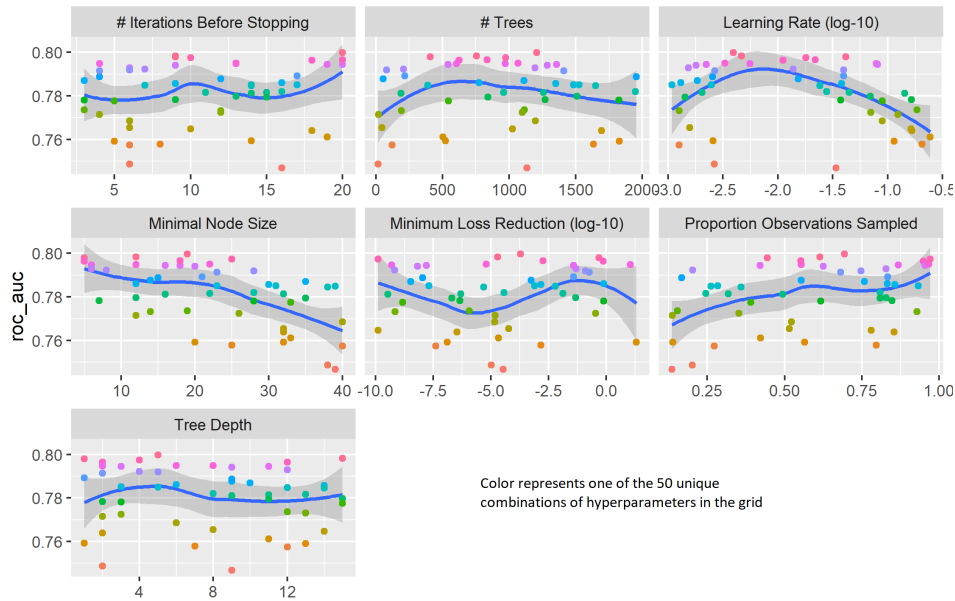 # Iterations Before Stopping
# Trees
Learning Rate (log-10)
0.80
0.78
0.76
5 10 15 20
0 500 1000 1500 2000
-3.0 -2.5 -2.0 -1.5 -1.0 -0.5
Minimal Node Size
Minimum Loss Reduction (log-10)
Proportion Observations Sampled
roc_auc
0.80
0.78
0.76
10 20 30 40
-10.0 -7.5 -5.0 -2.5 0.0
0.25 0.50 0.75 1.00
Tree Depth
0.80
0.78
0.76
4 8 12
Color represents one of the 50 unique
combinations of hyperparameters in the grid